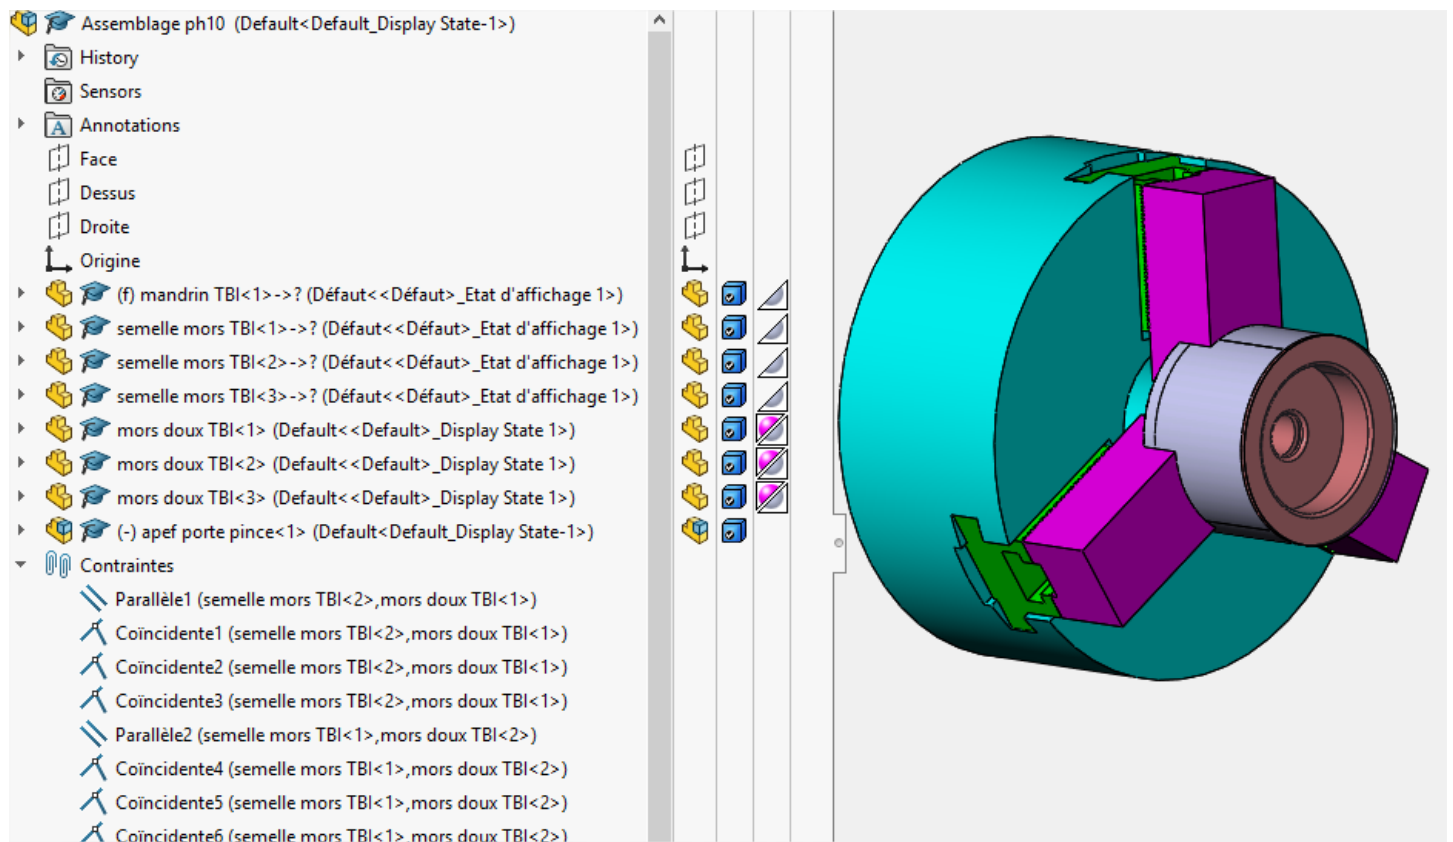 Assemblage ph10 (Default<Default_Display State-1>)
History
Sensors
Annotations
Face
Dessus
Droite
Origine
(f) mandrin TBI<1>->? (Défaut<<Défaut>_Etat d'affichage 1>)
semelle mors TBI<1>->? (Défaut<<Défaut>_Etat d'affichage 1>)
semelle mors TBI<2>->? (Défaut<<Défaut>_Etat d'affichage 1>)
semelle mors TBI<3>->? (Défaut<<Défaut>_Etat d'affichage 1>)
mors doux TBI<1> (Default<<Default>_Display State 1>)
mors doux TBI<2> (Default<<Default>_Display State 1>)
mors doux TBI<3> (Default<<Default>_Display State 1>)
(-) apef porte pince<1> (Default<Default_Display State-1>)
Contraintes
Parallèle1 (semelle mors TBI<2>,mors doux TBI<1>)
Coïncidente1 (semelle mors TBI<2>,mors doux TBI<1>)
Coïncidente2 (semelle mors TBI<2>,mors doux TBI<1>)
Coïncidente3 (semelle mors TBI<2>,mors doux TBI<1>)
Parallèle2 (semelle mors TBI<1>,mors doux TBI<2>)
Coïncidente4 (semelle mors TBI<1>,mors doux TBI<2>)
Coïncidente5 (semelle mors TBI<1>,mors doux TBI<2>)
Coïncidente6 (semelle mors TBI<1>,mors doux TBI<2>)